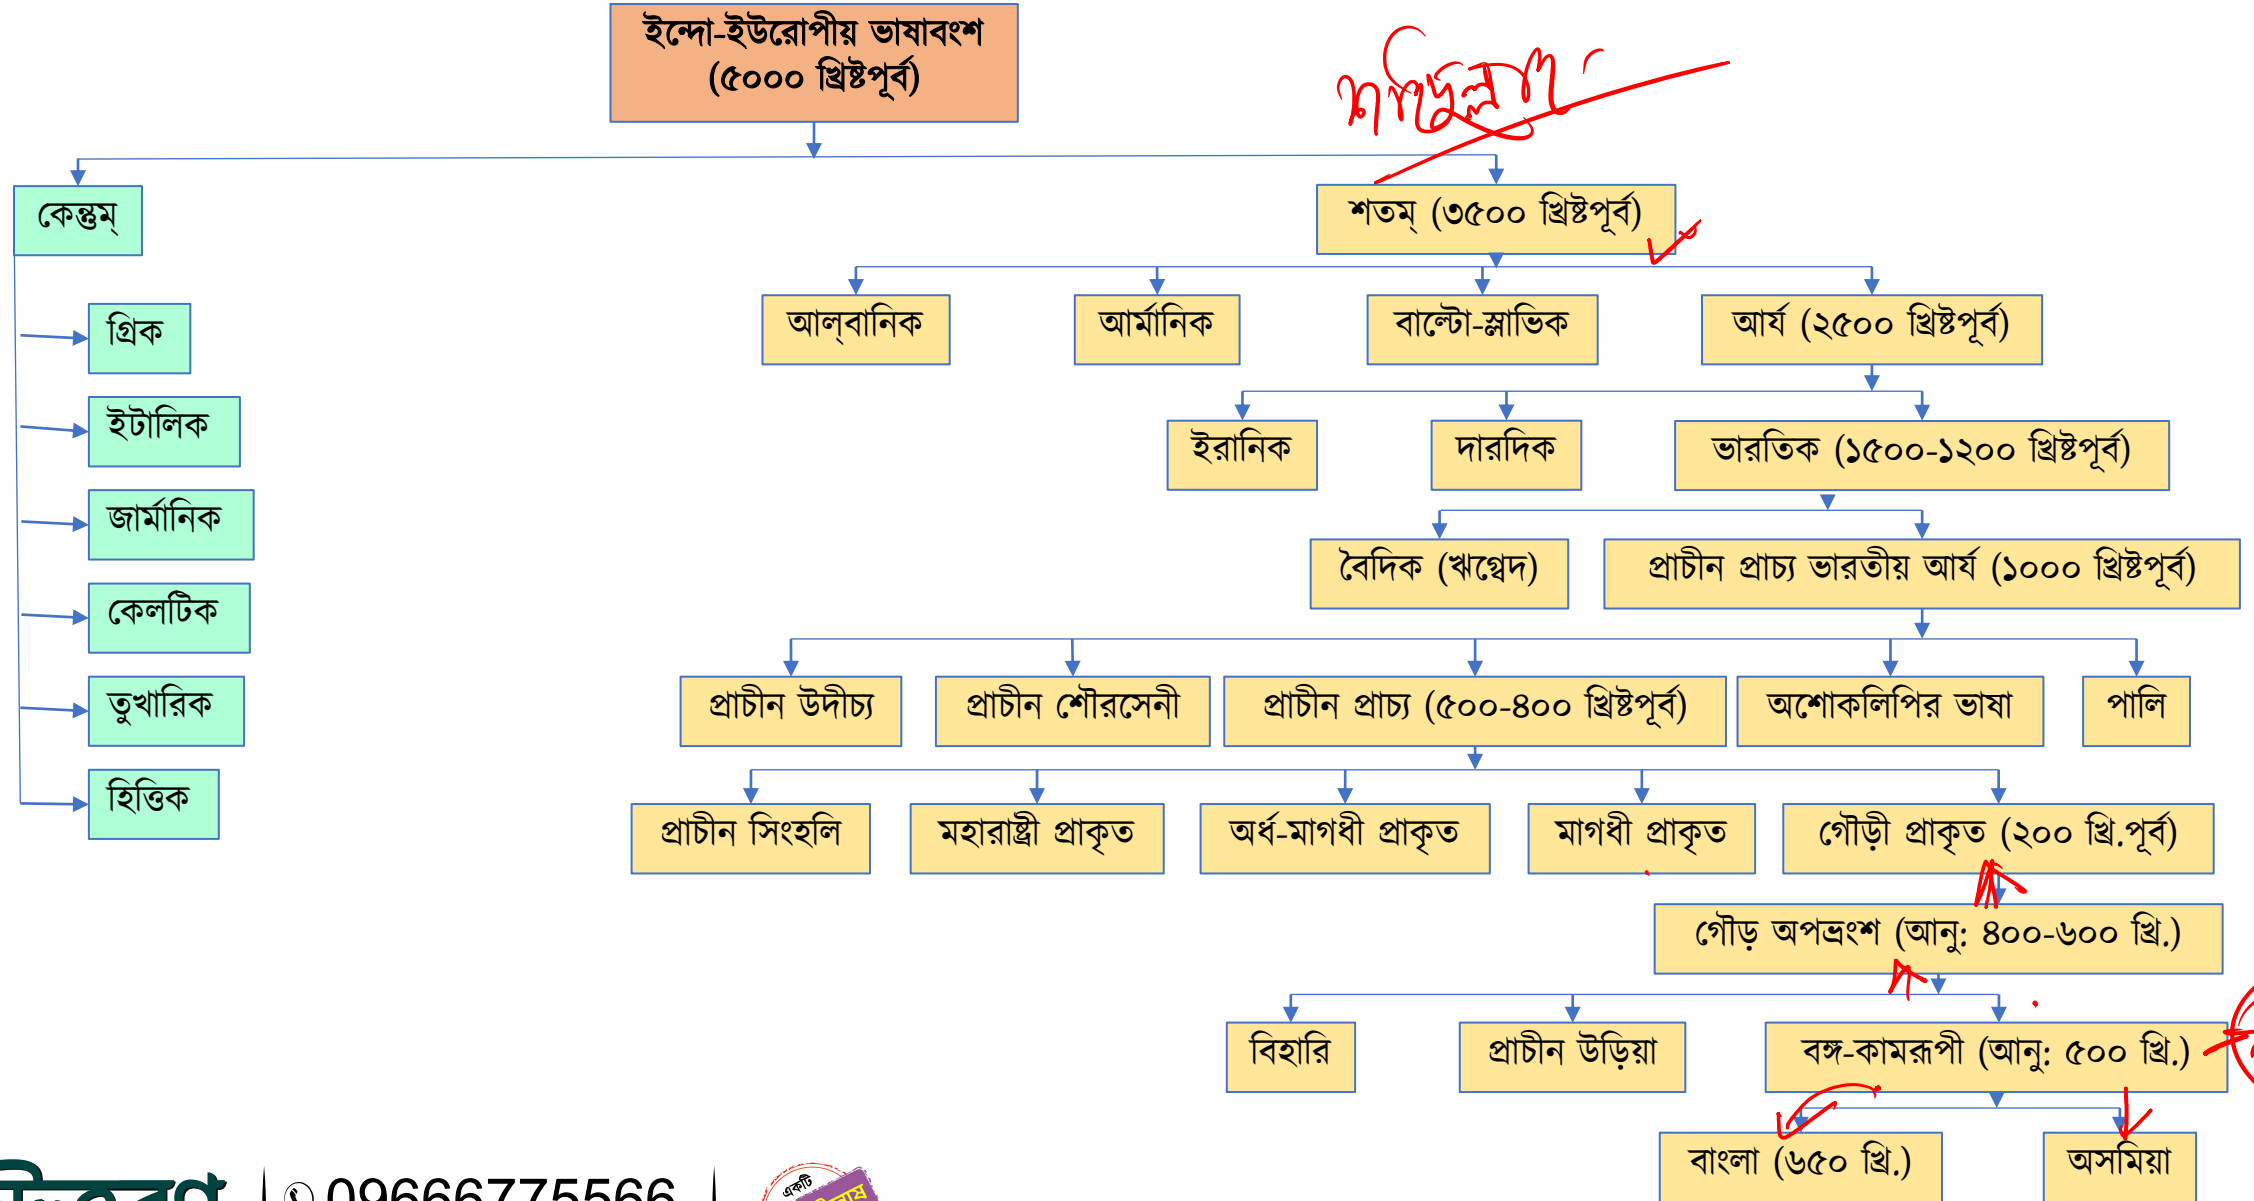 ইন্দো-ইউরোপীয় ভাষাবংশ
(৫০০০ খ্রিষ্টপূর্ব)
কেন্তুম্
শতম্ (৩৫০০ খ্রিষ্টপূর্ব)
গ্রিক
ইটালিক
জার্মানিক
কেলটিক
তুখারিক
হিত্তিক
আল্‌বানিক
আর্মানিক
বাল্টো-স্লাভিক
আর্য (২৫০০ খ্রিষ্টপূর্ব)
ইরানিক
দারদিক
ভারতিক (১৫০০-১২০০ খ্রিষ্টপূর্ব)
বৈদিক (ঋগ্বেদ)
প্রাচীন প্রাচ্য ভারতীয় আর্য (১০০০ খ্রিষ্টপূর্ব)
প্রাচীন উদীচ্য
প্রাচীন শৌরসেনী
প্রাচীন প্রাচ্য (৫০০-৪০০ খ্রিষ্টপূর্ব)
অশোকলিপির ভাষা
পালি
প্রাচীন সিংহলি
মহারাষ্ট্রী প্রাকৃত
অর্ধ-মাগধী প্রাকৃত
মাগধী প্রাকৃত
গৌড়ী প্রাকৃত (২০০ খ্রি.পূর্ব)
গৌড় অপভ্রংশ (আনু: ৪০০-৬০০ খ্রি.)
বিহারি
প্রাচীন উড়িয়া
বঙ্গ-কামরূপী (আনু: ৫০০ খ্রি.)
বাংলা (৬৫০ খ্রি.)
অসমিয়া
09666775566
একটি